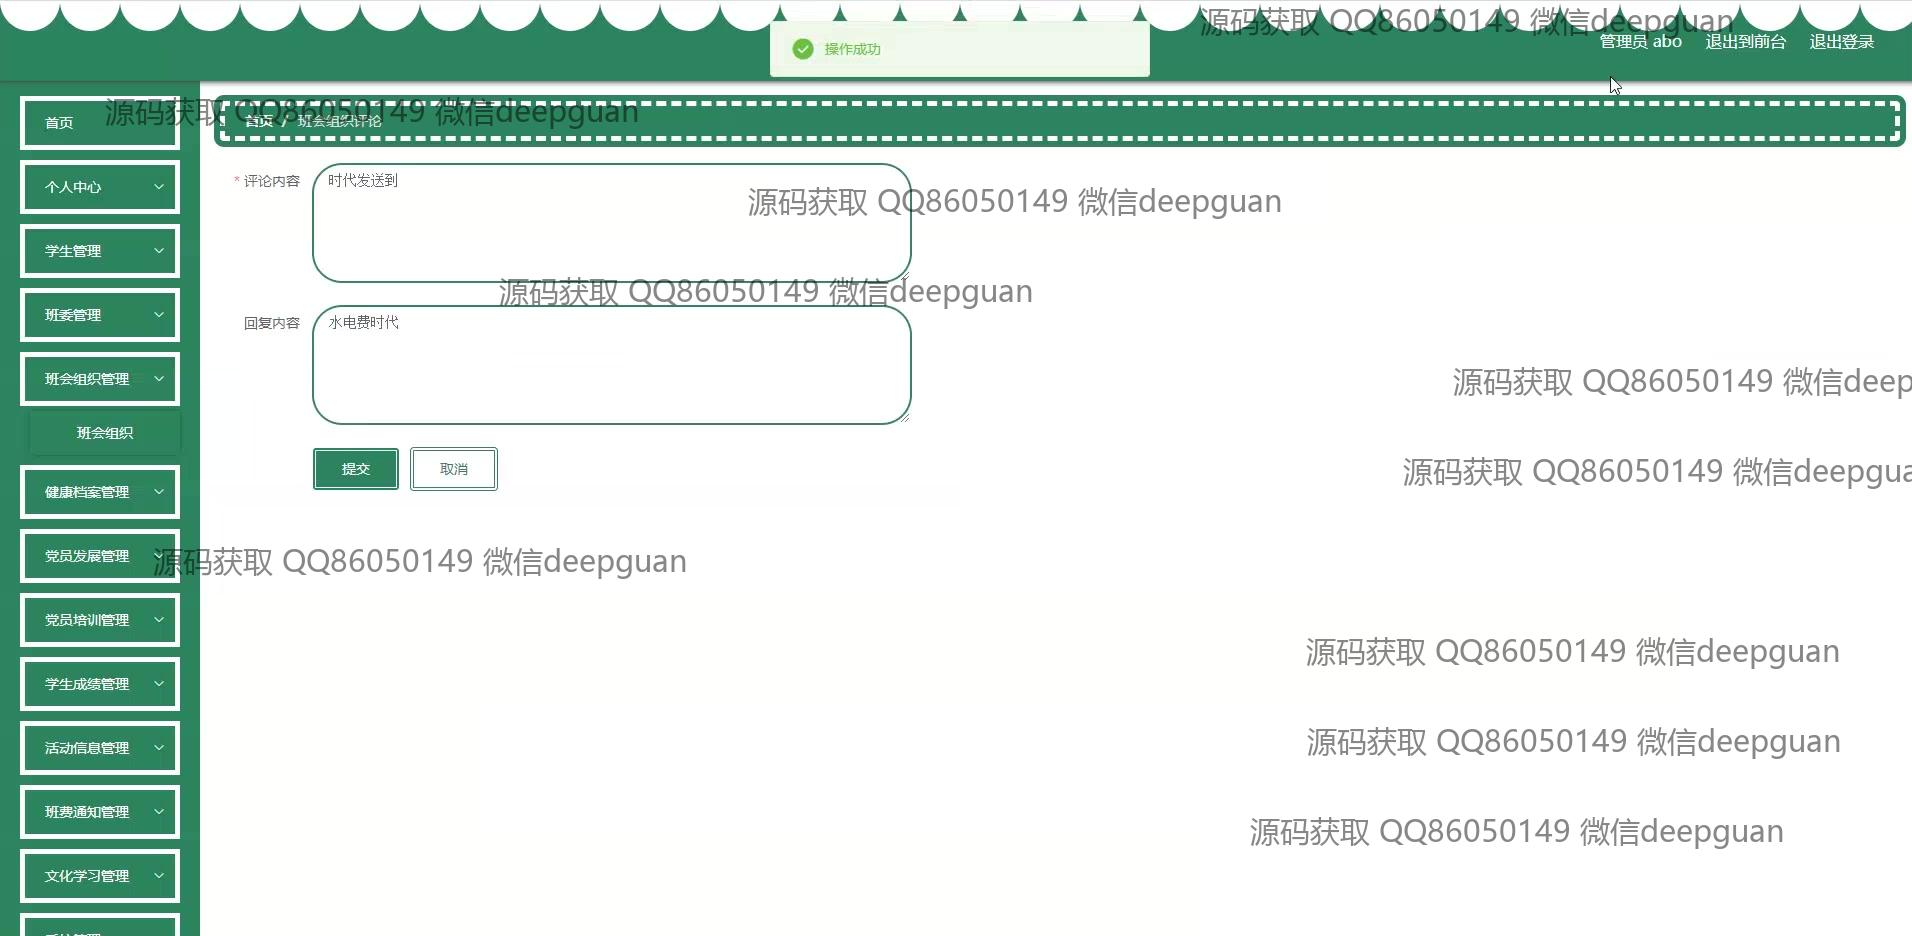 源码获取 QQ86050149 微信deepguan
操作成功
管理员 abo
退出到前台
退出登录
首页
源码获取 QQ86050149 微信deepguan
首页 / 班会组织评论
个人中心
学生管理
班委管理
班会组织管理
班会组织
健康档案管理
党员发展管理
党员培训管理
学生成绩管理
活动信息管理
班费通知管理
文化学习管理
* 评论内容
时代发送到
源码获取 QQ86050149 微信deepguan
源码获取 QQ86050149 微信deepguan
回复内容
水电费时代
源码获取 QQ86050149 微信deep
提交
取消
源码获取 QQ86050149 微信deepgua
源码获取 QQ86050149 微信deepguan
源码获取 QQ86050149 微信deepguan
源码获取 QQ86050149 微信deepguan
源码获取 QQ86050149 微信deepguan